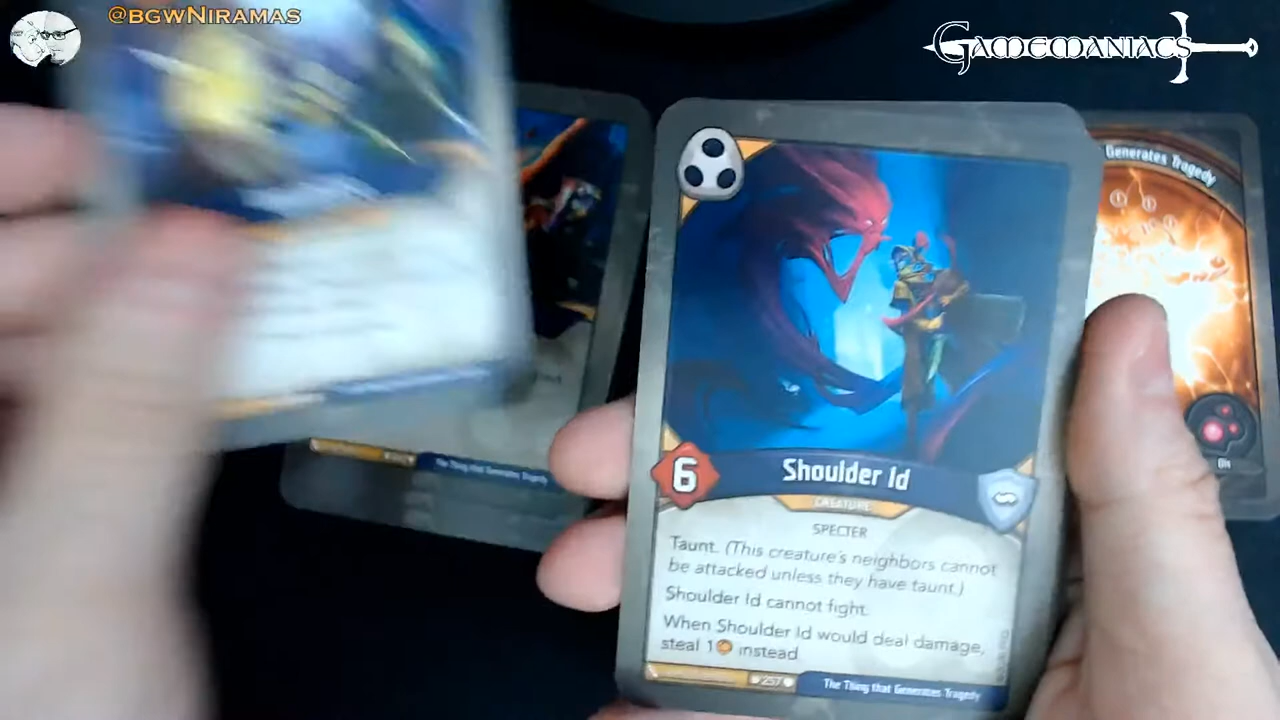 @BGWNIRAMAS
GAMEMANIACS
Generates Tragedy
6
Shoulder Id
CREATURE
SPECTER
Taunt. (This creature's neighbors cannot
be attacked unless they have taunt.)
Shoulder Id cannot fight.
When Shoulder Id would deal damage,
steal 1 instead
257
The Thing that Generates Tragedy
The Thing that Generates Tragedy
Dis